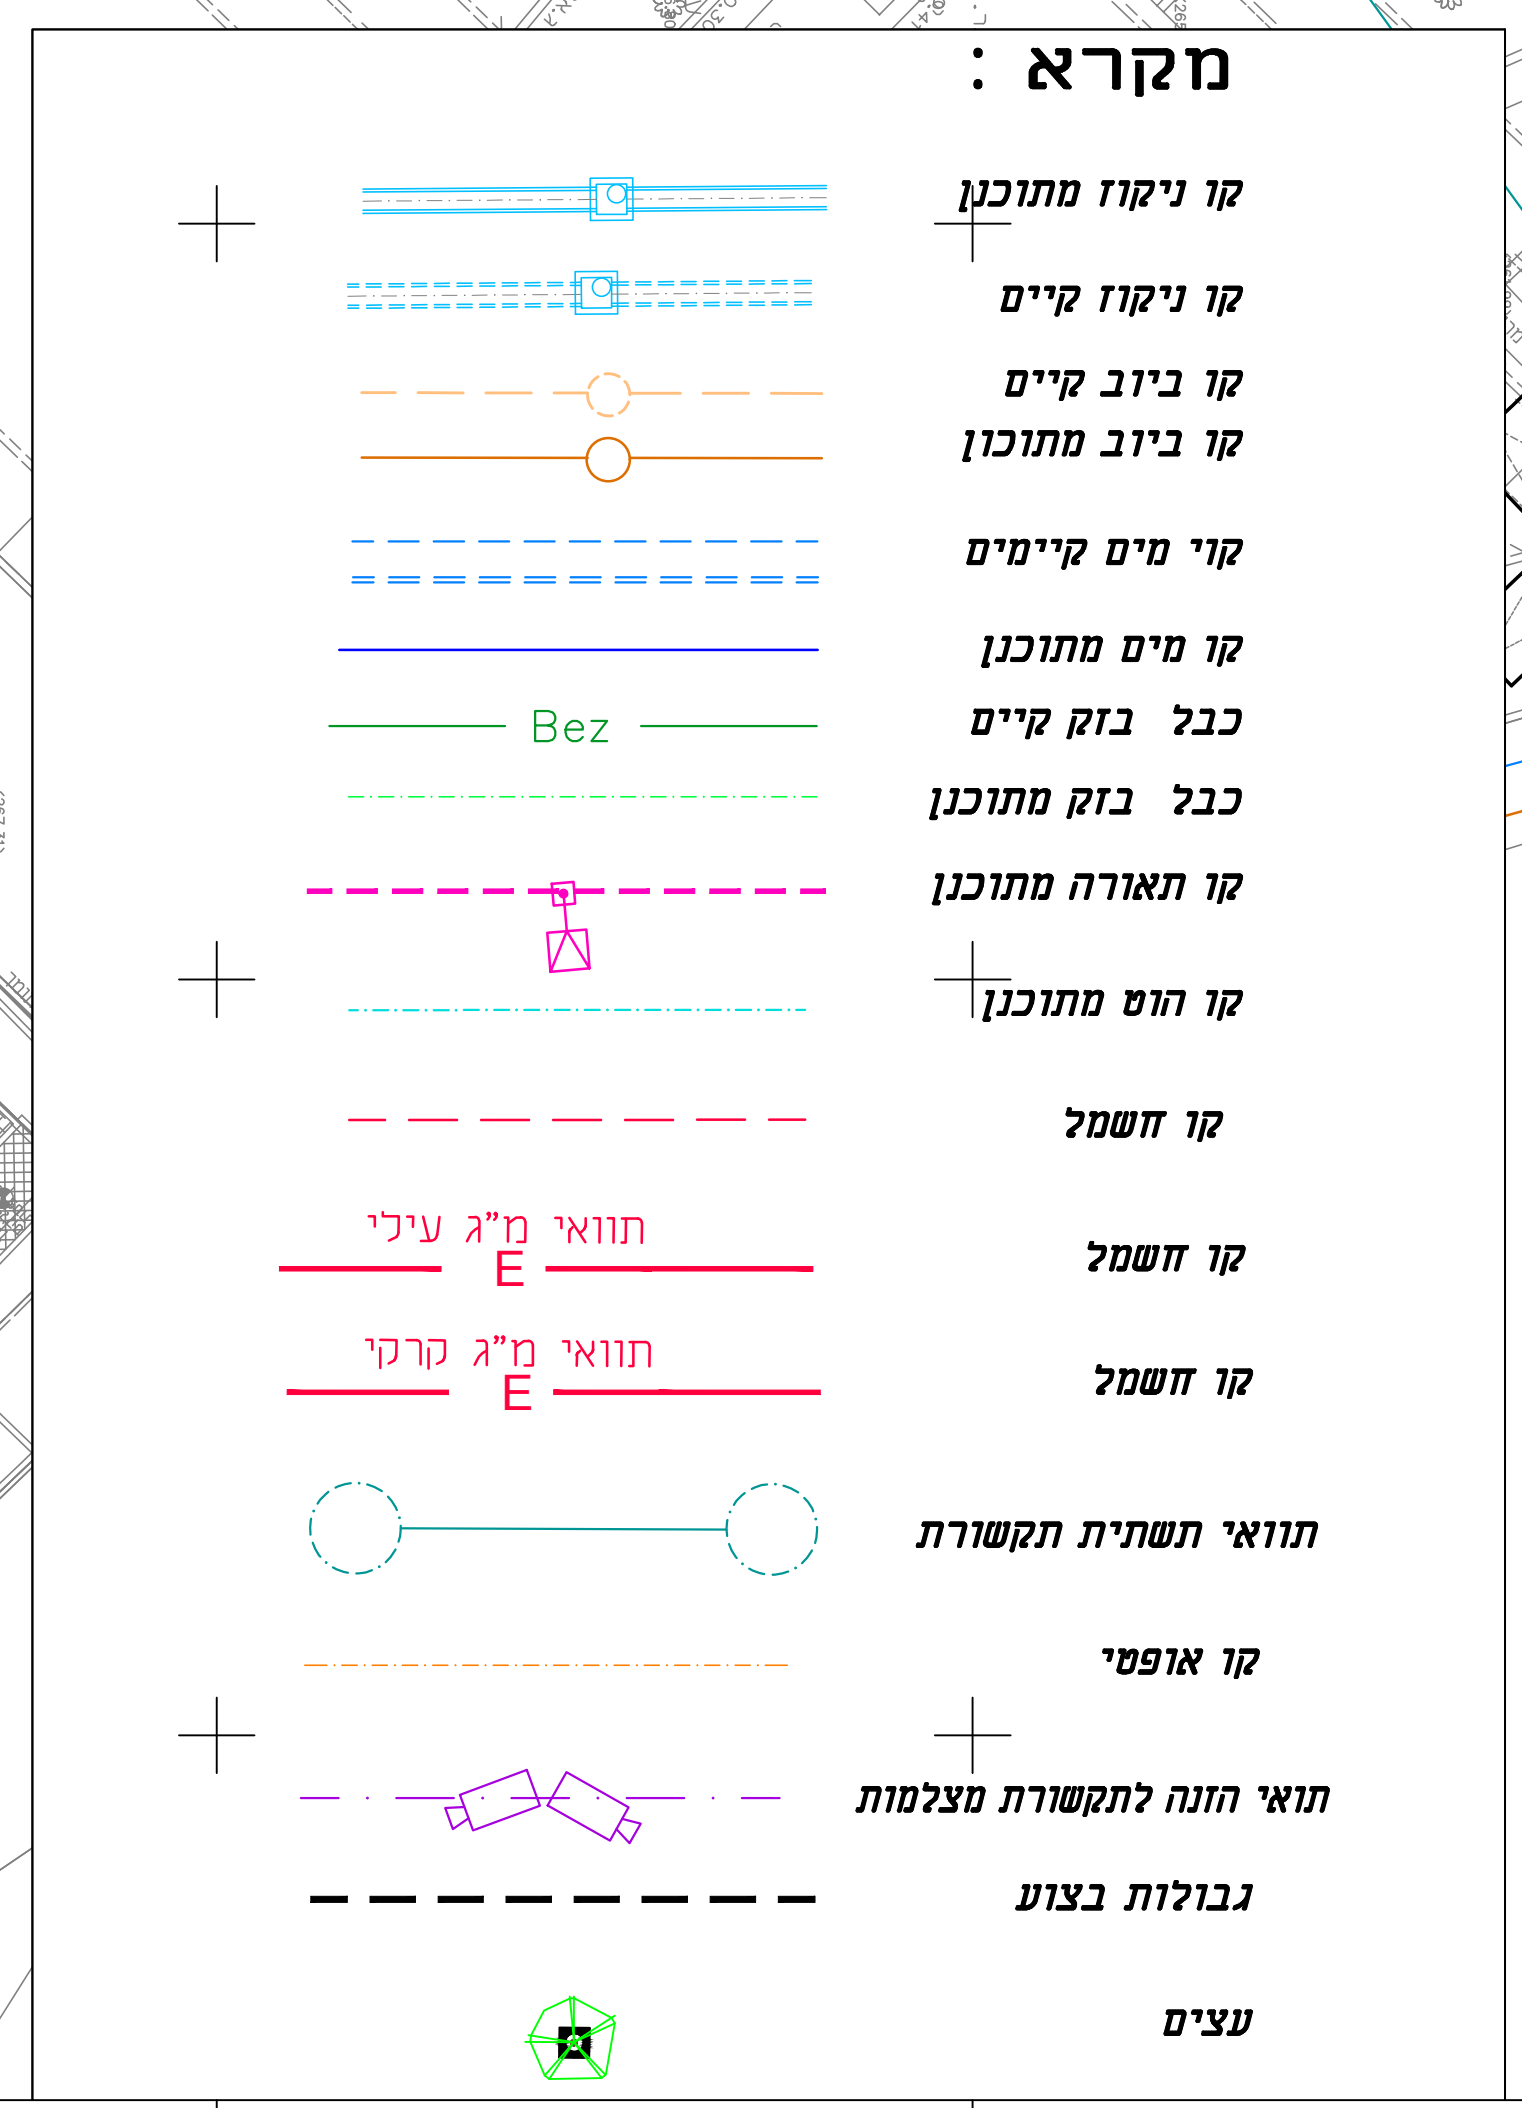 מקרא :
קו ניקוז מתוכנן
קו ניקוז קיים
קו ביוב קיים
קו ביוב מתוכון
קוי מים קיימים
קו מים מתוכנן
כבל בזק קיים
Bez
כבל בזק מתוכנן
קו תאורה מתוכנן
קו הוט מתוכנן
קו חשמל
קו חשמל
תוואי מ"ג עילי
E
קו חשמל
תוואי מ"ג קרקי
E
תוואי תשתית תקשורת
קו אופטי
תואי הזנה לתקשורת מצלמות
גבולות בצוע
עצים